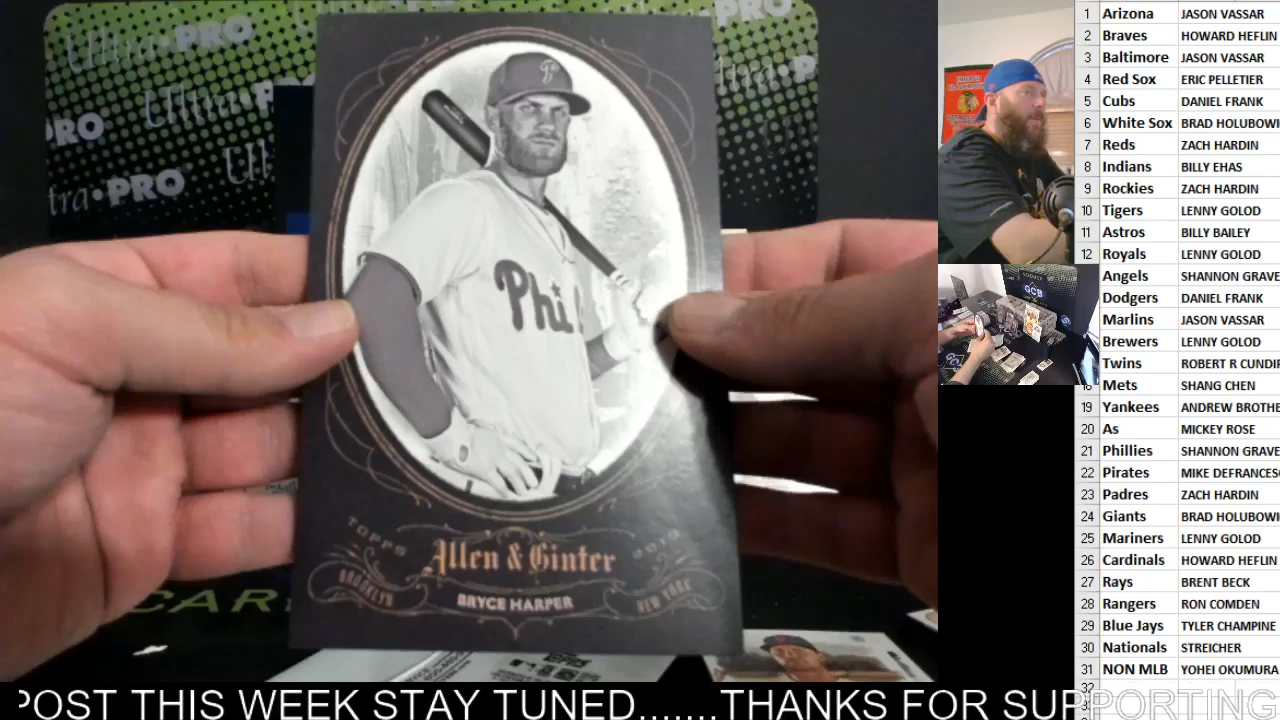 Ultra•PRO
PRO
PRO
Ultra•P
Ul
tra•PRO
P
Phi
TOPPS 2019
Allen & Ginter
BROOKLYN NEW YORK
BRYCE HARPER
CAR
GCB
1 Arizona JASON VASSAR
2 Braves HOWARD HEFLIN
3 Baltimore JASON VASSAR
4 Red Sox ERIC PELLETIER
5 Cubs DANIEL FRANK
6 White Sox BRAD HOLUBOWI
7 Reds ZACH HARDIN
8 Indians BILLY EHAS
9 Rockies ZACH HARDIN
10 Tigers LENNY GOLOD
11 Astros BILLY BAILEY
12 Royals LENNY GOLOD
Angels SHANNON GRAVE
Dodgers DANIEL FRANK
Marlins JASON VASSAR
Brewers LENNY GOLOD
Twins ROBERT R CUNDIF
18 Mets SHANG CHEN
19 Yankees ANDREW BROTHE
20 As MICKEY ROSE
21 Phillies SHANNON GRAVE
22 Pirates MIKE DEFRANCESC
23 Padres ZACH HARDIN
24 Giants BRAD HOLUBOWI
25 Mariners LENNY GOLOD
26 Cardinals HOWARD HEFLIN
27 Rays BRENT BECK
28 Rangers RON COMDEN
29 Blue Jays TYLER CHAMPINE
30 Nationals STREICHER
31 NON MLB YOHEI OKUMURA
32
POST THIS WEEK STAY TUNED.......THANKS FOR SUPPORTING